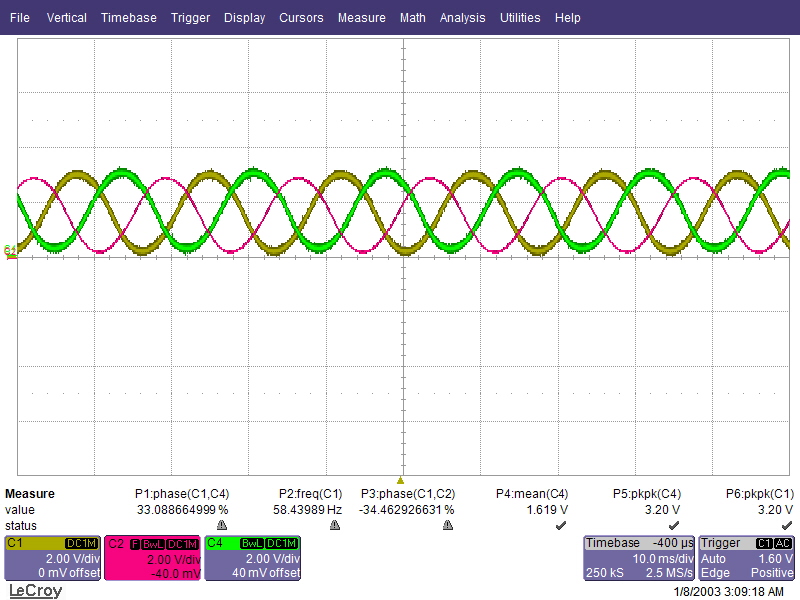 File Vertical Timebase Trigger Display Cursors Measure Math Analysis Utilities Help
Measure P1:phase(C1,C4) P2:freq(C1) P3:phase(C1,C2) P4:mean(C4) P5:pkpk(C4) P6:pkpk(C1)
value 33.088664999 % 58.43989 Hz -34.462926631 % 1.619 V 3.20 V 3.20 V
status
C1 DC1M C2 F BwL DC1M C4 BwL DC1M Timebase -400 µs Trigger C1 AC
2.00 V/div 2.00 V/div 2.00 V/div 10.0 ms/div Auto 1.60 V
0 mV offset -40.0 mV 40 mV offset 250 kS 2.5 MS/s Edge Positive
LeCroy 1/8/2003 3:09:18 AM